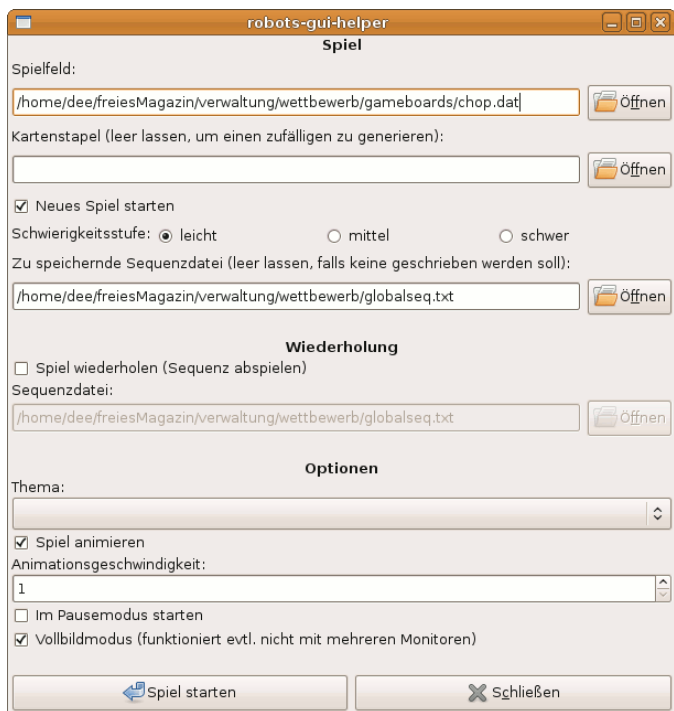 robots-gui-helper
Spiel
Spielfeld:
/home/dee/freiesMagazin/verwaltung/wettbewerb/gameboards/chop.dat
Öffnen
Kartenstapel (leer lassen, um einen zufälligen zu generieren):
Öffnen
Neues Spiel starten
Schwierigkeitsstufe: leicht mittel schwer
Zu speichernde Sequenzdatei (leer lassen, falls keine geschrieben werden soll):
/home/dee/freiesMagazin/verwaltung/wettbewerb/globalseq.txt
Öffnen
Wiederholung
Spiel wiederholen (Sequenz abspielen)
Sequenzdatei:
/home/dee/freiesMagazin/verwaltung/wettbewerb/globalseq.txt
Öffnen
Optionen
Thema:
Spiel animieren
Animationsgeschwindigkeit:
1
Im Pausemodus starten
Vollbildmodus (funktioniert evtl. nicht mit mehreren Monitoren)
Spiel starten
Schließen